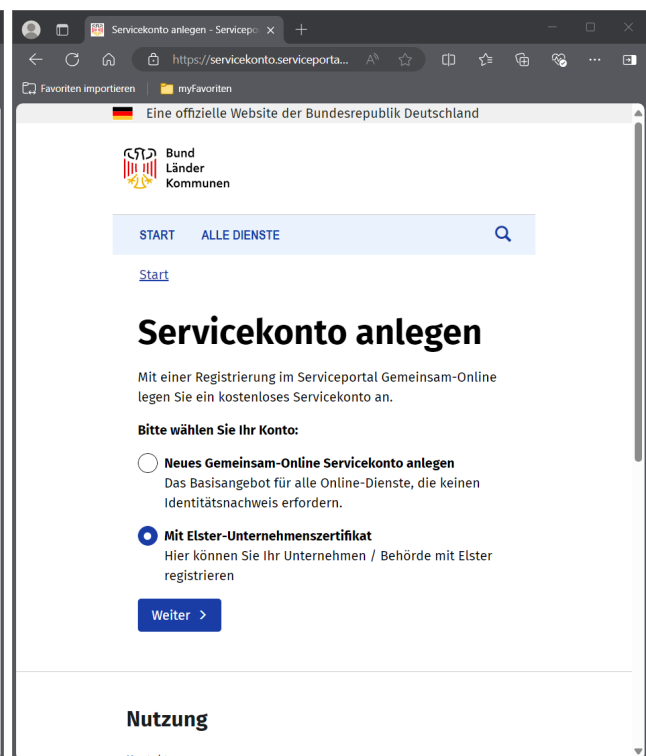 Servicekonto anlegen - Servicepo
https://servicekonto.serviceporta...
Favoriten importieren
myFavoriten
Eine offizielle Website der Bundesrepublik Deutschland
Bund
Länder
Kommunen
START ALLE DIENSTE
Start
Servicekonto anlegen
Mit einer Registrierung im Serviceportal Gemeinsam-Online
legen Sie ein kostenloses Servicekonto an.
Bitte wählen Sie Ihr Konto:
Neues Gemeinsam-Online Servicekonto anlegen
Das Basisangebot für alle Online-Dienste, die keinen
Identitätsnachweis erfordern.
Mit Elster-Unternehmenszertifikat
Hier können Sie Ihr Unternehmen / Behörde mit Elster
registrieren
Weiter
Nutzung